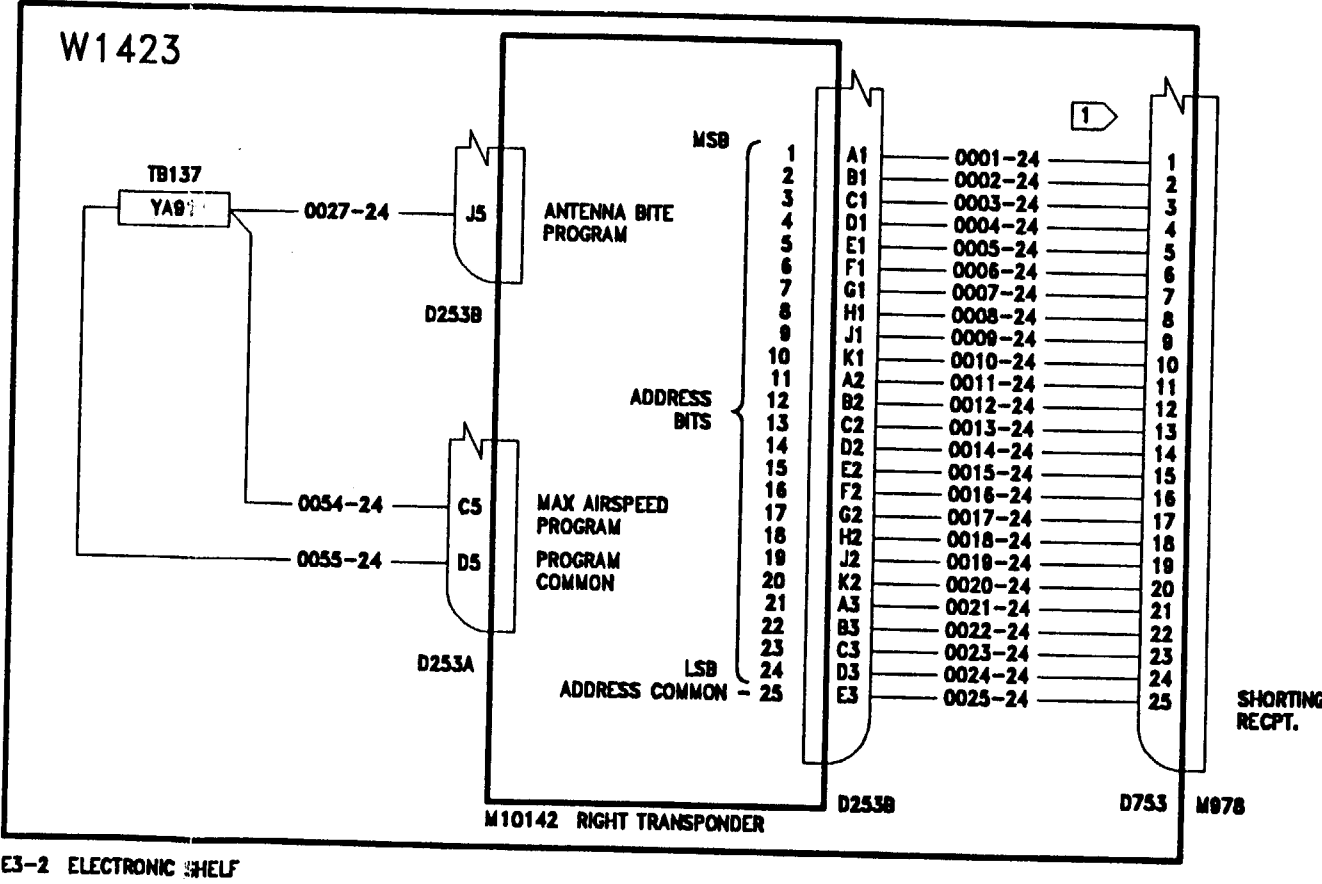 W1423
TB137
YA9
0027-24
J5
ANTENNA BITE
PROGRAM
D253B
0054-24
C5
MAX AIRSPEED
PROGRAM
0055-24
D5
PROGRAM
COMMON
D253A
1
MSB
ADDRESS
BITS
1 A1 0001-24 1
2 B1 0002-24 2
3 C1 0003-24 3
4 D1 0004-24 4
5 E1 0005-24 5
6 F1 0006-24 6
7 G1 0007-24 7
8 H1 0008-24 8
9 J1 0009-24 9
10 K1 0010-24 10
11 A2 0011-24 11
12 B2 0012-24 12
13 C2 0013-24 13
14 D2 0014-24 14
15 E2 0015-24 15
16 F2 0016-24 16
17 G2 0017-24 17
18 H2 0018-24 18
19 J2 0019-24 19
20 K2 0020-24 20
21 A3 0021-24 21
22 B3 0022-24 22
23 C3 0023-24 23
LSB 24 D3 0024-24 24
ADDRESS COMMON - 25 E3 0025-24 25
SHORTING
RECPT.
D253B
D753 M978
M10142 RIGHT TRANSPONDER
E3-2 ELECTRONIC SHELF